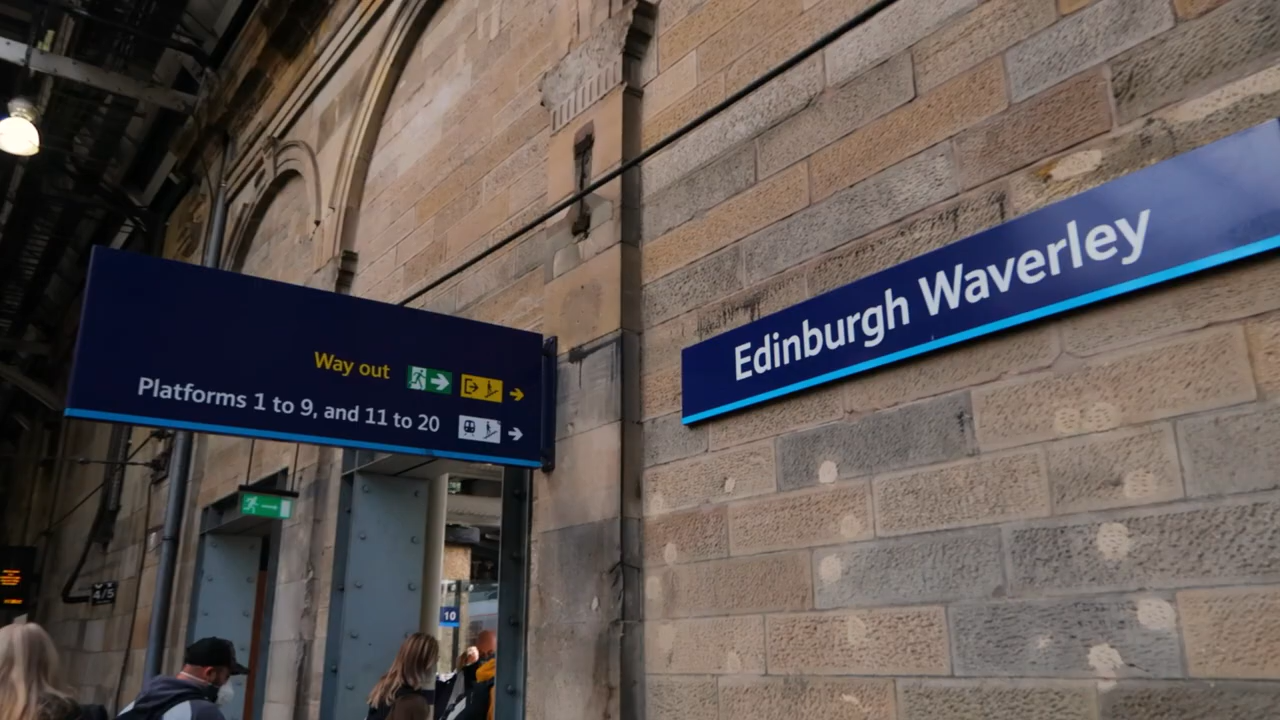 Way out
Platforms 1 to 9, and 11 to 20
Edinburgh Waverley
10
4/5